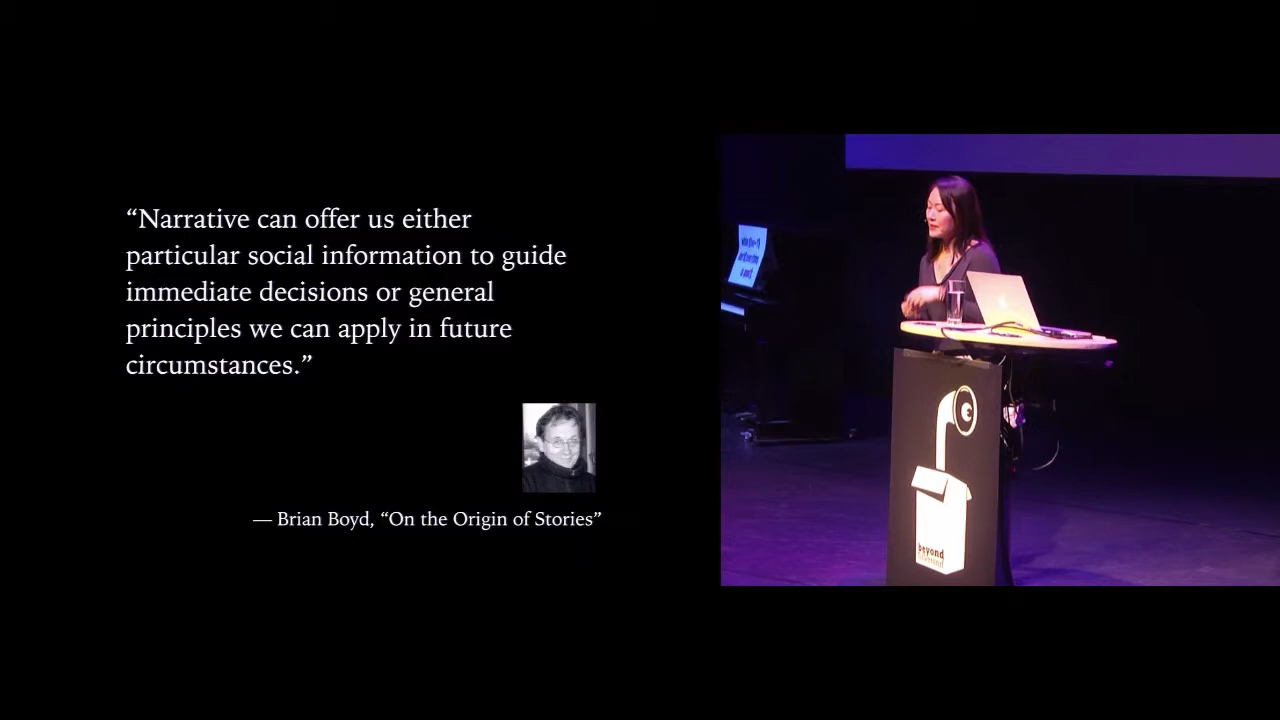 “Narrative can offer us either
particular social information to guide
immediate decisions or general
principles we can apply in future
circumstances.”
— Brian Boyd, “On the Origin of Stories”
beyond